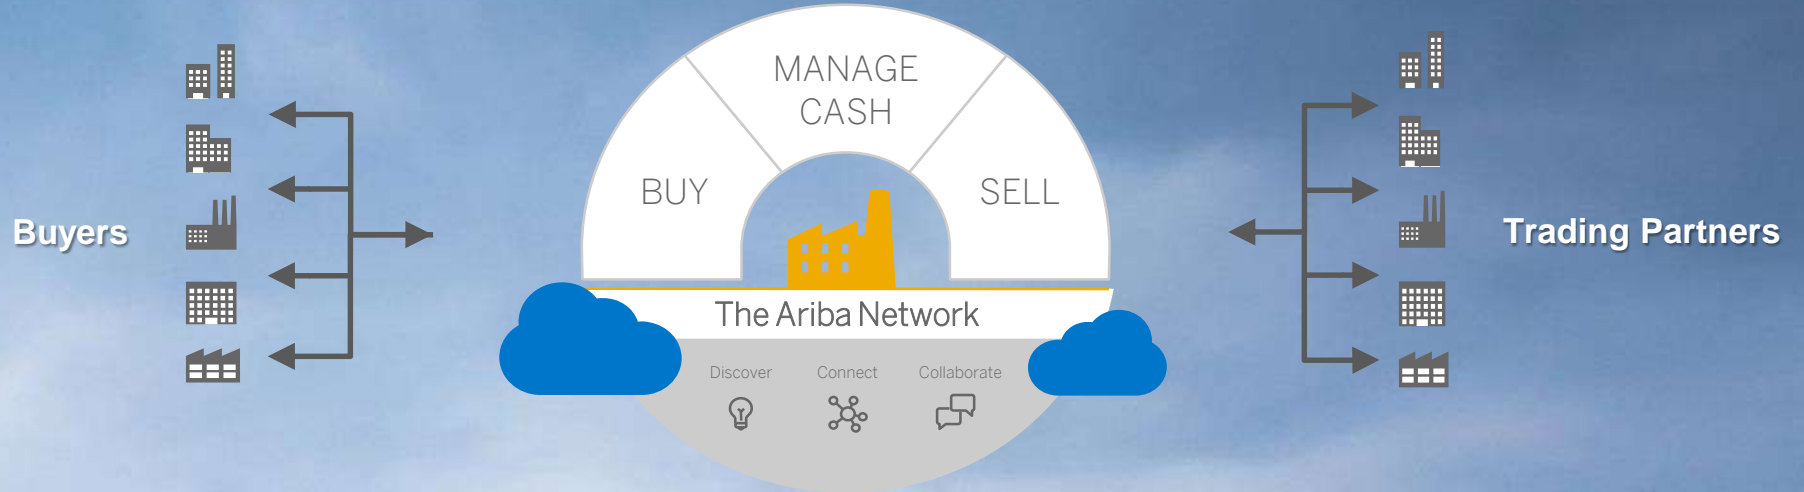 MANAGE
CASH
BUY
SELL
Buyers
Trading Partners
The Ariba Network
Discover
Connect
Collaborate